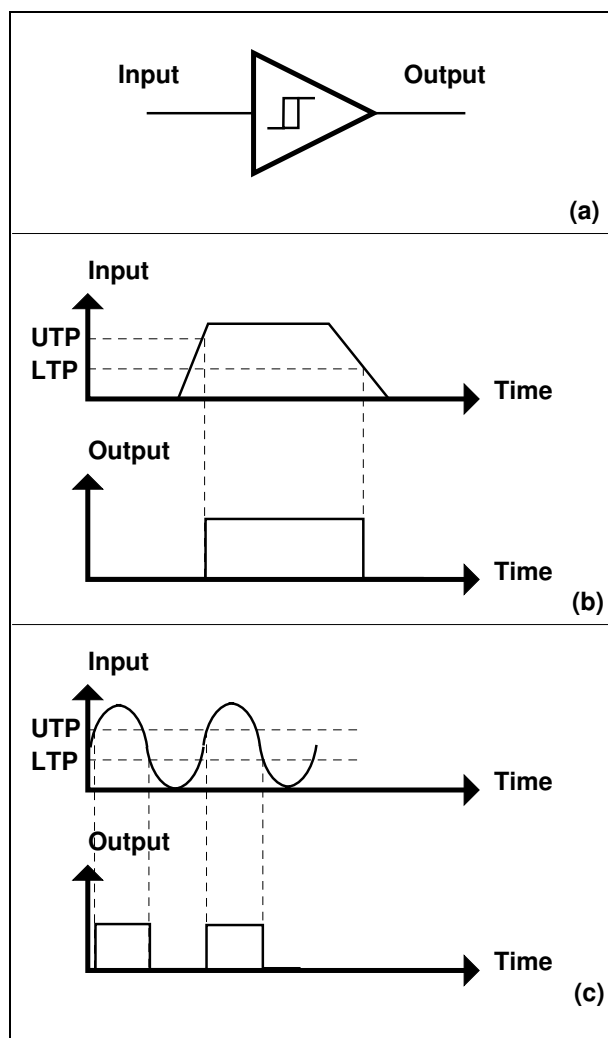 Input Output
(a)
Input
UTP
LTP
Time
Output
Time
(b)
Input
UTP
LTP
Time
Output
Time
(c)